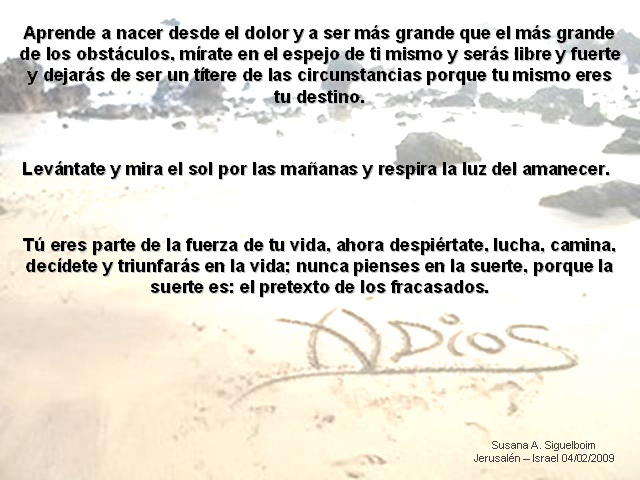 Aprende a nacer desde el dolor y a ser más grande que el más grande
de los obstáculos, mírate en el espejo de ti mismo y serás libre y fuerte
y dejarás de ser un títere de las circunstancias porque tu mismo eres
tu destino.
Levántate y mira el sol por las mañanas y respira la luz del amanecer.
Tú eres parte de la fuerza de tu vida, ahora despiértate, lucha, camina,
decídete y triunfarás en la vida; nunca pienses en la suerte, porque la
suerte es: el pretexto de los fracasados.
ADios
Susana A. Siguelboim
Jerusalén – Israel 04/02/2009